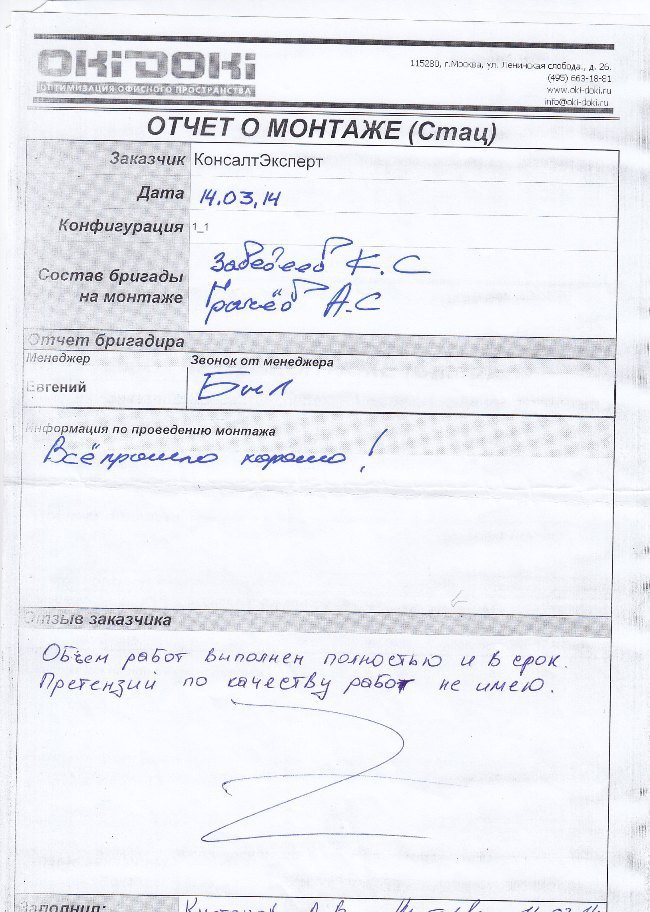 OKIDOKI
ОПТИМИЗАЦИЯ ОФИСНОГО ПРОСТРАНСТВА
115280, г.Москва, ул. Ленинская слобода., д. 26.
(495) 663-18-81
www.oki-doki.ru
info@oki-doki.ru
ОТЧЕТ О МОНТАЖЕ (Стац)
Заказчик КонсалтЭксперт
Дата 14.03.14
Конфигурация 1_1
Состав бригады К.С
на монтаже Грачёв А.С
Отчет бригадира
Менеджер Звонок от менеджера
Евгений Был
Информация по проведению монтажа
Всё прошло хорошо!
Отзыв заказчика
Объем работ выполнен полностью и в срок.
Претензий по качеству работ не имею.
Заполнил: